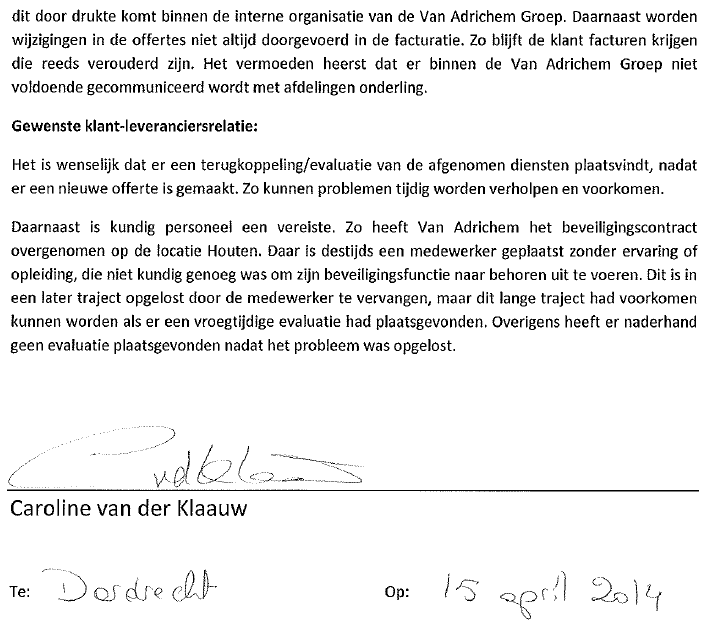 dit door drukte komt binnen de interne organisatie van de Van Adrichem Groep. Daarnaast worden
wijzigingen in de offertes niet altijd doorgevoerd in de facturatie. Zo blijft de klant facturen krijgen
die reeds verouderd zijn. Het vermoeden heerst dat er binnen de Van Adrichem Groep niet
voldoende gecommuniceerd wordt met afdelingen onderling.
Gewenste klant-leveranciersrelatie:
Het is wenselijk dat er een terugkoppeling/evaluatie van de afgenomen diensten plaatsvindt, nadat
er een nieuwe offerte is gemaakt. Zo kunnen problemen tijdig worden verholpen en voorkomen.
Daarnaast is kundig personeel een vereiste. Zo heeft Van Adrichem het beveiligingscontract
overgenomen op de locatie Houten. Daar is destijds een medewerker geplaatst zonder ervaring of
opleiding, die niet kundig genoeg was om zijn beveiligingsfunctie naar behoren uit te voeren. Dit is in
een later traject opgelost door de medewerker te vervangen, maar dit lange traject had voorkomen
kunnen worden als er een vroegtijdige evaluatie had plaatsgevonden. Overigens heeft er naderhand
geen evaluatie plaatsgevonden nadat het probleem was opgelost.
Caroline van der Klaauw
Te: Dordrecht Op: 15 april 2014